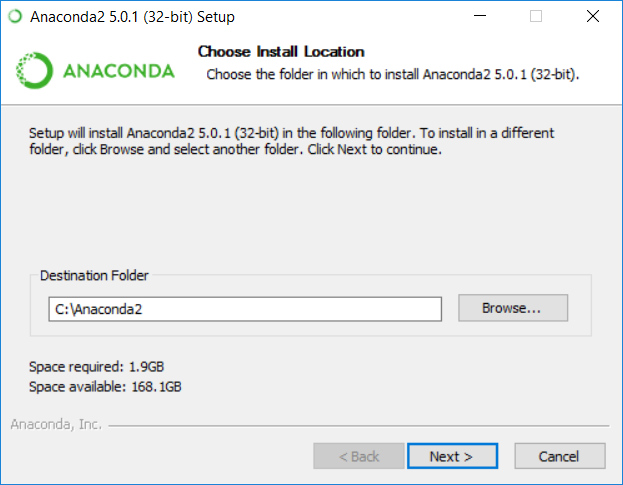 Anaconda2 5.0.1 (32-bit) Setup
Choose Install Location
ANACONDA
Choose the folder in which to install Anaconda2 5.0.1 (32-bit).
Setup will install Anaconda2 5.0.1 (32-bit) in the following folder. To install in a different
folder, click Browse and select another folder. Click Next to continue.
Destination Folder
C:\Anaconda2
Browse...
Space required: 1.9GB
Space available: 168.1GB
Anaconda, Inc.
< Back
Next >
Cancel